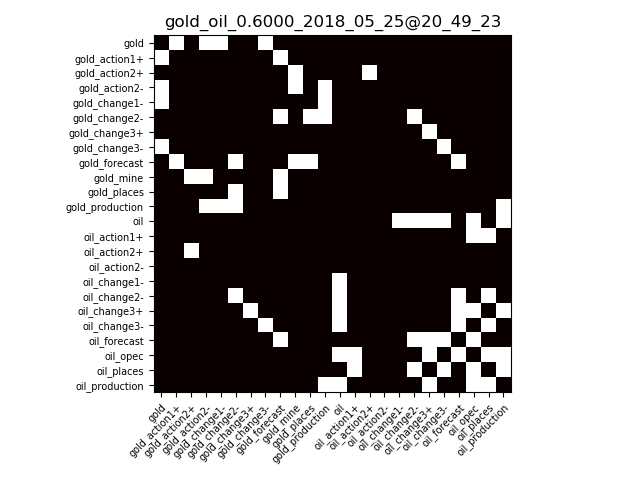 gold_oil_0.6000_2018_05_25@20_49_23
gold
gold_action1+
gold_action2+
gold_action2-
gold_change1-
gold_change2-
gold_change3+
gold_change3-
gold_forecast
gold_mine
gold_places
gold_production
oil
oil_action1+
oil_action2+
oil_action2-
oil_change1-
oil_change2-
oil_change3+
oil_change3-
oil_forecast
oil_opec
oil_places
oil_production
gold
gold_action1+
gold_action2+
gold_action2-
gold_change1-
gold_change2-
gold_change3+
gold_change3-
gold_forecast
gold_mine
gold_places
gold_production
oil
oil_action1+
oil_action2+
oil_action2-
oil_change1-
oil_change2-
oil_change3+
oil_change3-
oil_forecast
oil_opec
oil_places
oil_production